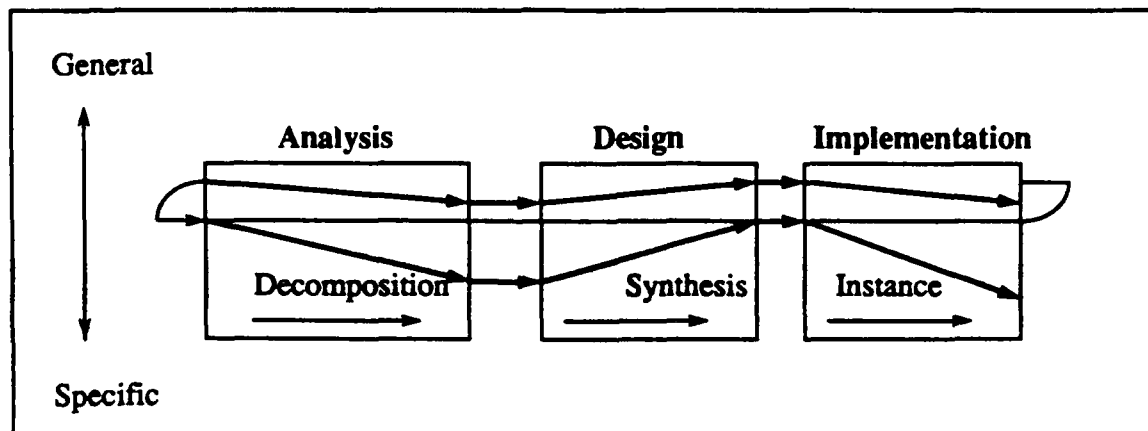 General
Analysis
Design
Implementation
Decomposition
Synthesis
Instance
Specific